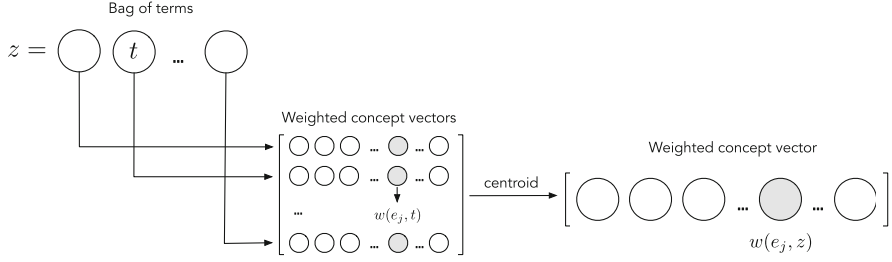 Bag of terms
z = t ...
Weighted concept vectors
... ...
... ...
w(e_j, t)
...
... ...
centroid
Weighted concept vector
... ...
w(e_j, z)